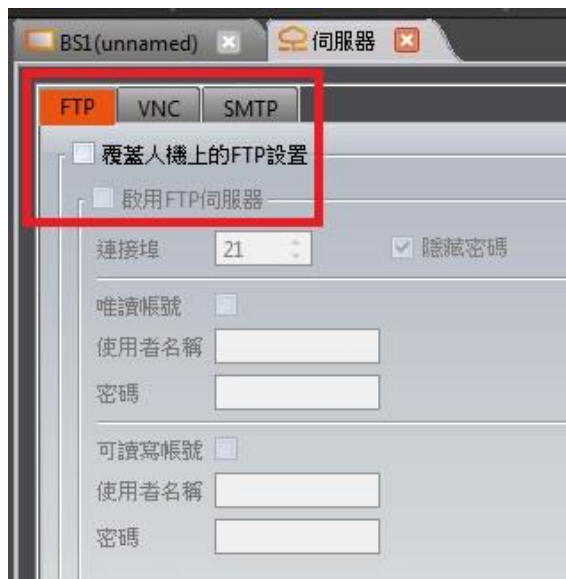 BS1(unnamed) 伺服器
FTP VNC SMTP
覆蓋人機上的FTP設置
啟用FTP伺服器
連接埠 21 隱藏密碼
唯讀帳號
使用者名稱
密碼
可讀寫帳號
使用者名稱
密碼